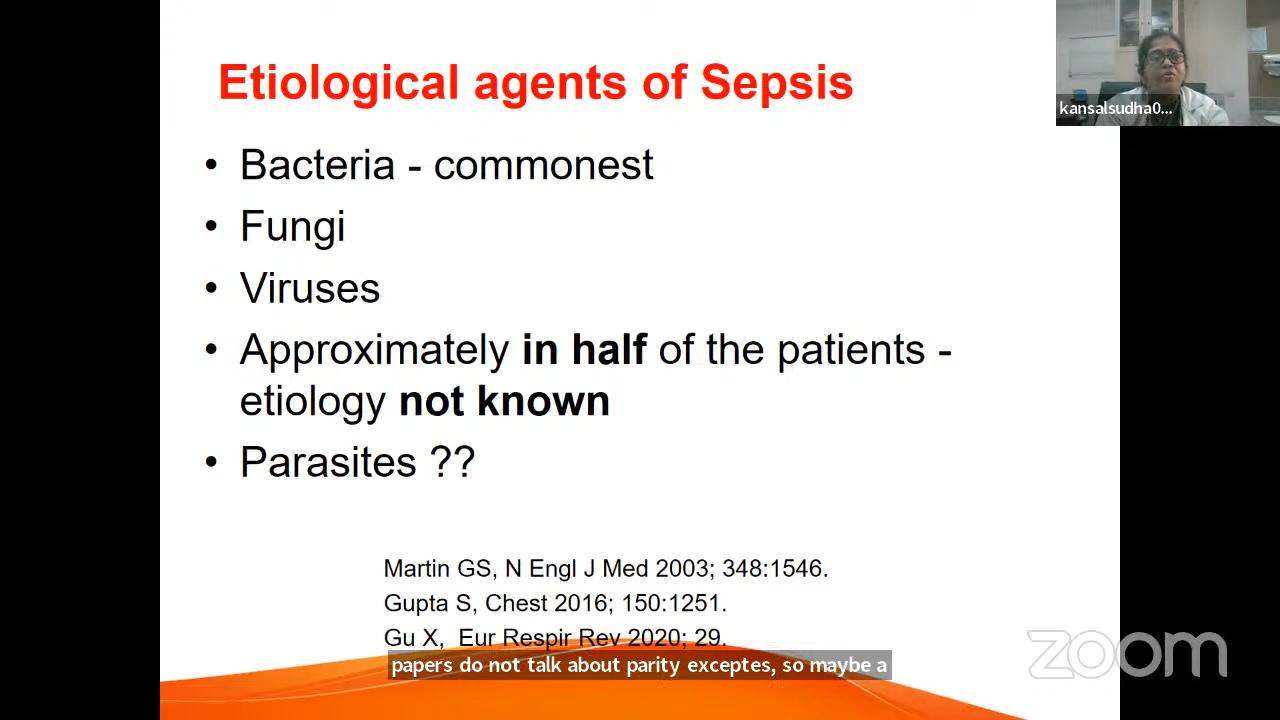 Etiological agents of Sepsis
kansalsudha0...
• Bacteria - commonest
• Fungi
• Viruses
• Approximately in half of the patients -
etiology not known
• Parasites ??
Martin GS, N Engl J Med 2003; 348:1546.
Gupta S, Chest 2016; 150:1251.
Gu X,  Eur Respir Rev 2020; 29.
papers do not talk about parity exceptes, so maybe a
zoom